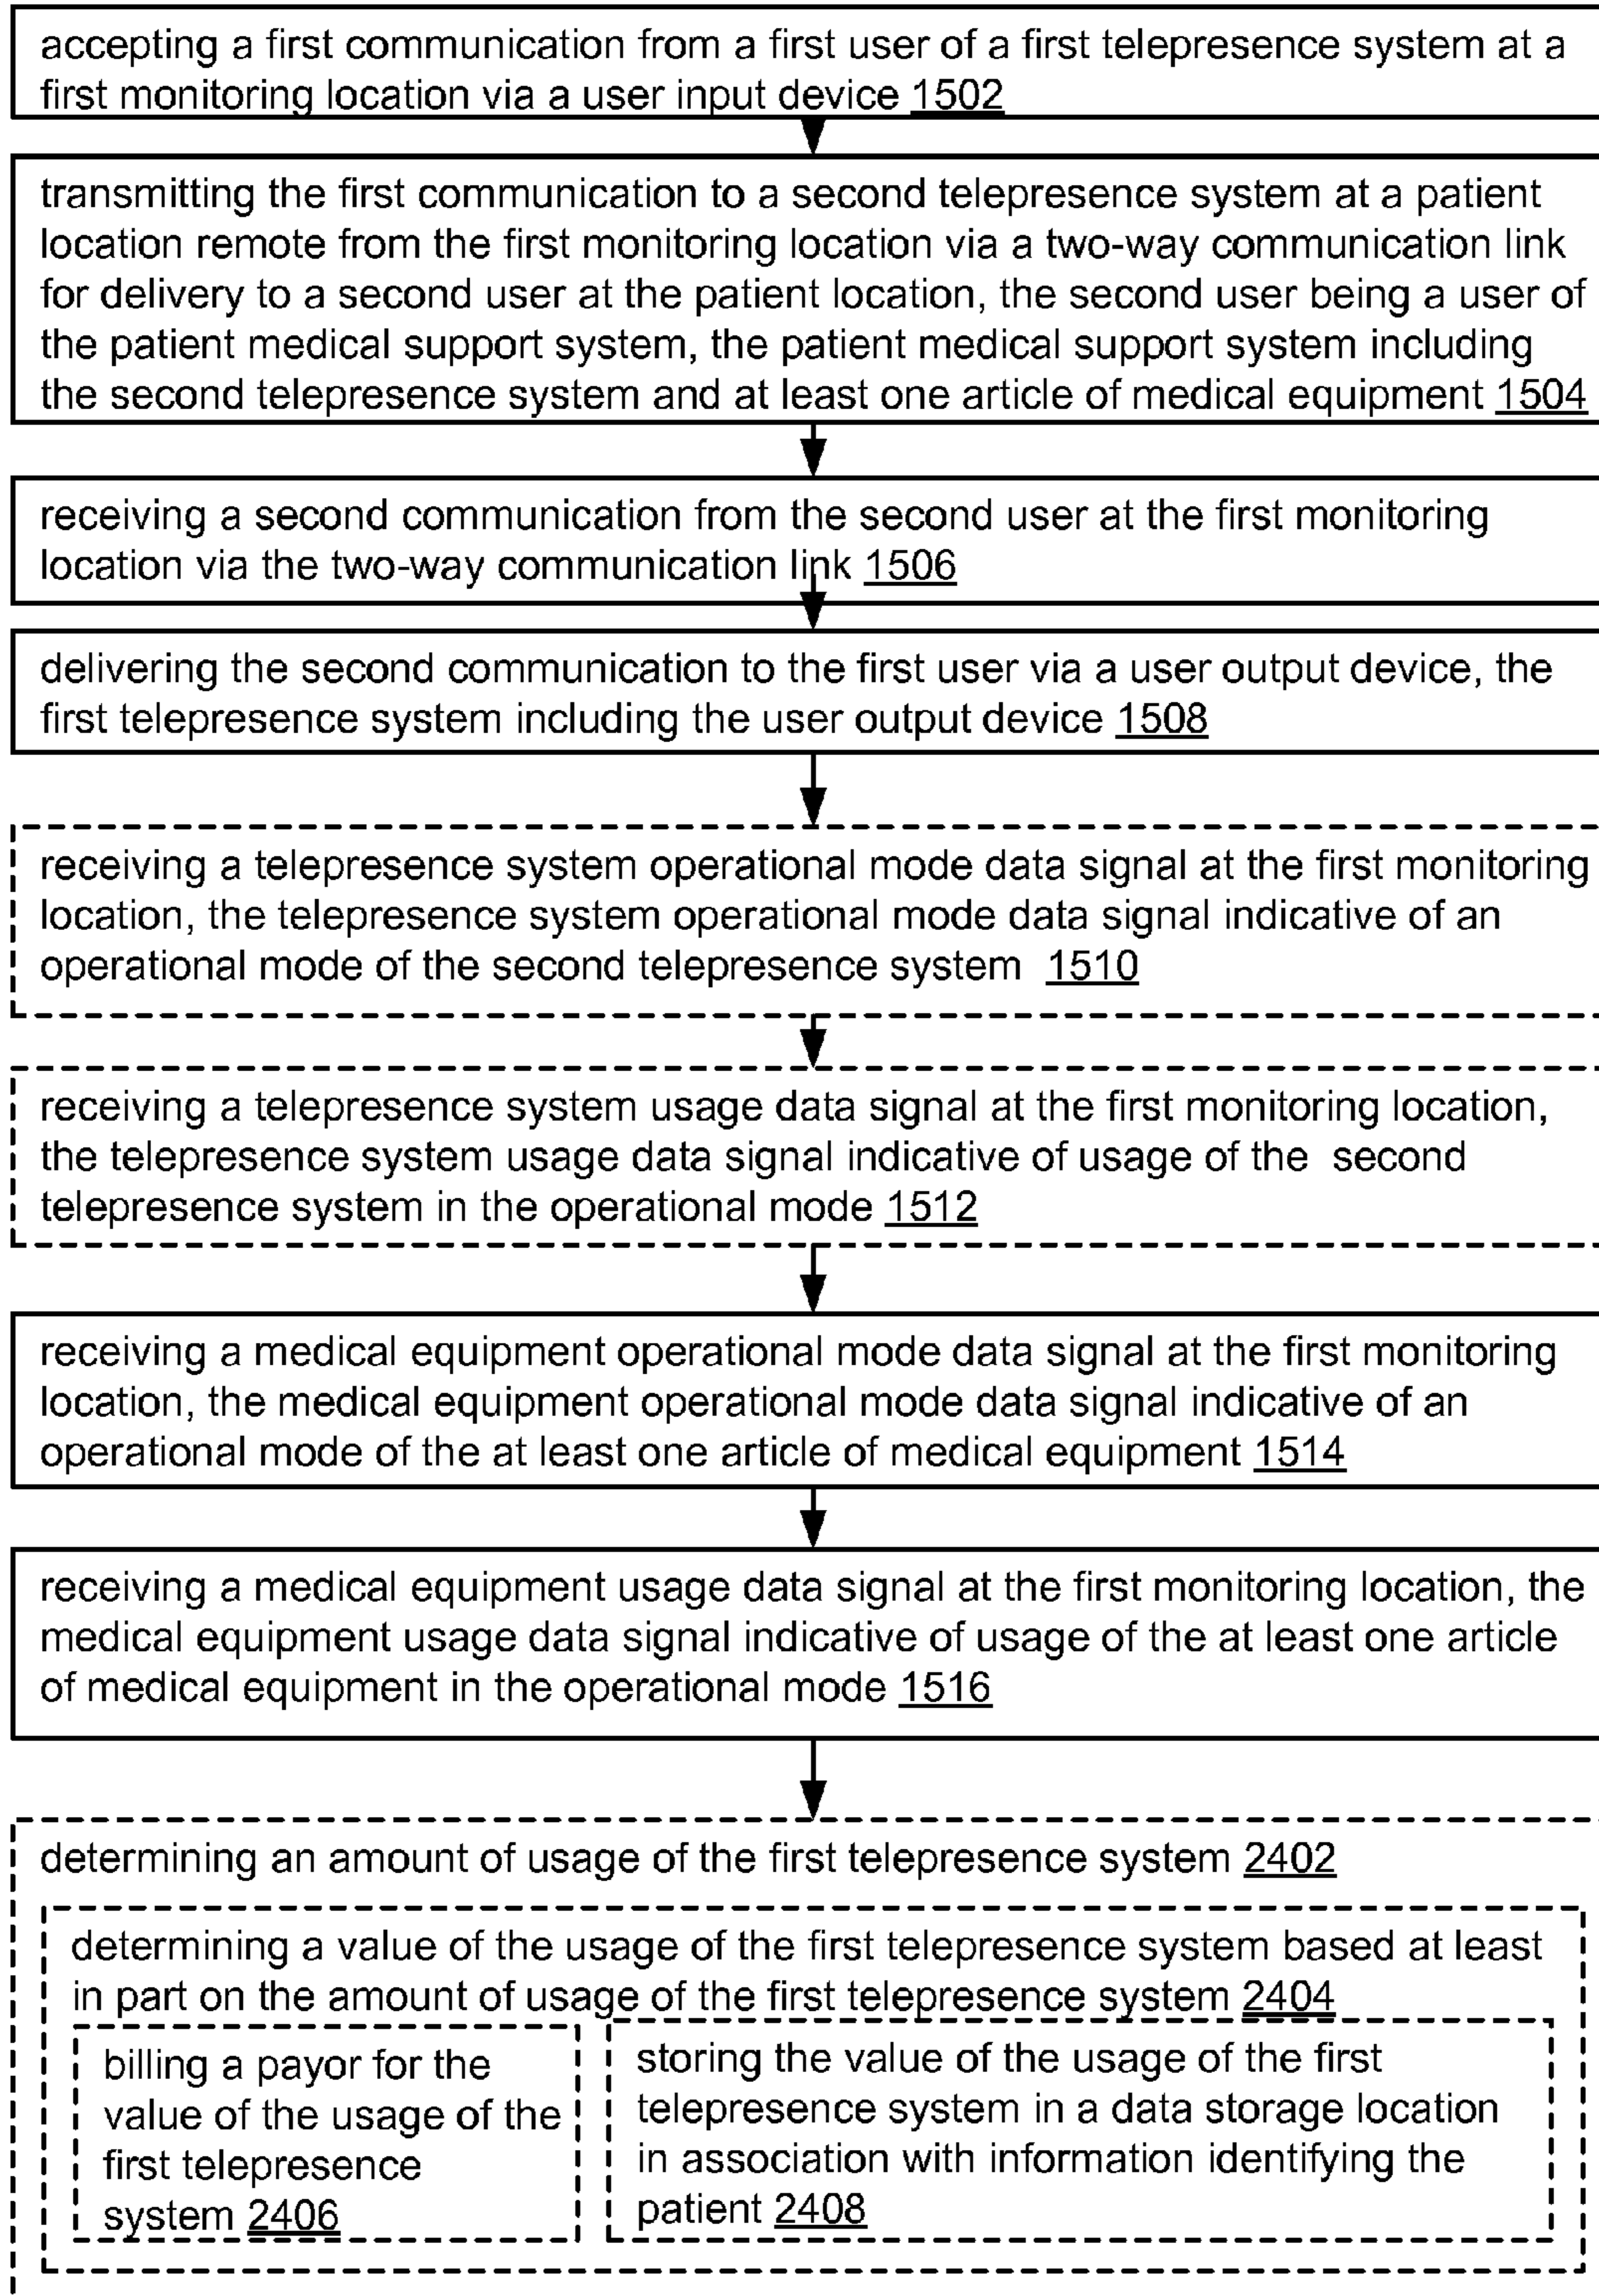 accepting a first communication from a first user of a first telepresence system at a
first monitoring location via a user input device 1502
transmitting the first communication to a second telepresence system at a patient
location remote from the first monitoring location via a two-way communication link
for delivery to a second user at the patient location, the second user being a user of
the patient medical support system, the patient medical support system including
the second telepresence system and at least one article of medical equipment 1504
receiving a second communication from the second user at the first monitoring
location via the two-way communication link 1506
delivering the second communication to the first user via a user output device, the
first telepresence system including the user output device 1508
receiving a telepresence system operational mode data signal at the first monitoring
location, the telepresence system operational mode data signal indicative of an
operational mode of the second telepresence system 1510
receiving a telepresence system usage data signal at the first monitoring location,
the telepresence system usage data signal indicative of usage of the second
telepresence system in the operational mode 1512
receiving a medical equipment operational mode data signal at the first monitoring
location, the medical equipment operational mode data signal indicative of an
operational mode of the at least one article of medical equipment 1514
receiving a medical equipment usage data signal at the first monitoring location, the
medical equipment usage data signal indicative of usage of the at least one article
of medical equipment in the operational mode 1516
determining an amount of usage of the first telepresence system 2402
determining a value of the usage of the first telepresence system based at least
in part on the amount of usage of the first telepresence system 2404
billing a payor for the
value of the usage of the
first telepresence
system 2406
storing the value of the usage of the first
telepresence system in a data storage location
in association with information identifying the
patient 2408